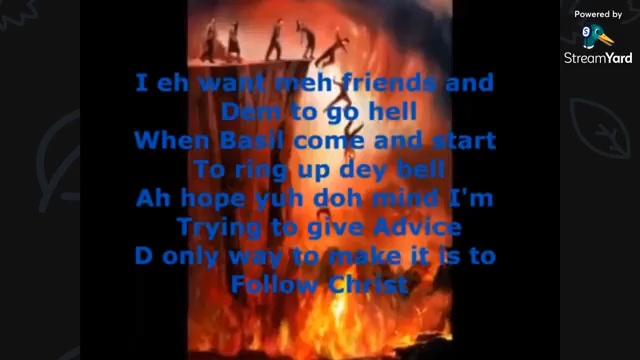 Powered by
StreamYard
I eh want meh friends and
Dem to go hell
When Basil come and start
To ring up dey bell
Ah hope yuh doh mind I'm
Trying to give Advice
D only way to make it is to
Follow Christ